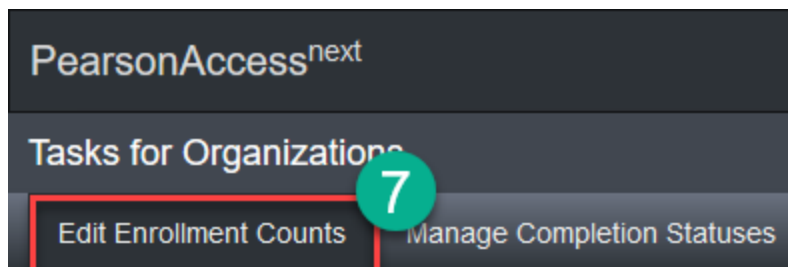 PearsonAccessnext
Tasks for Organizations
7
Edit Enrollment Counts
Manage Completion Statuses